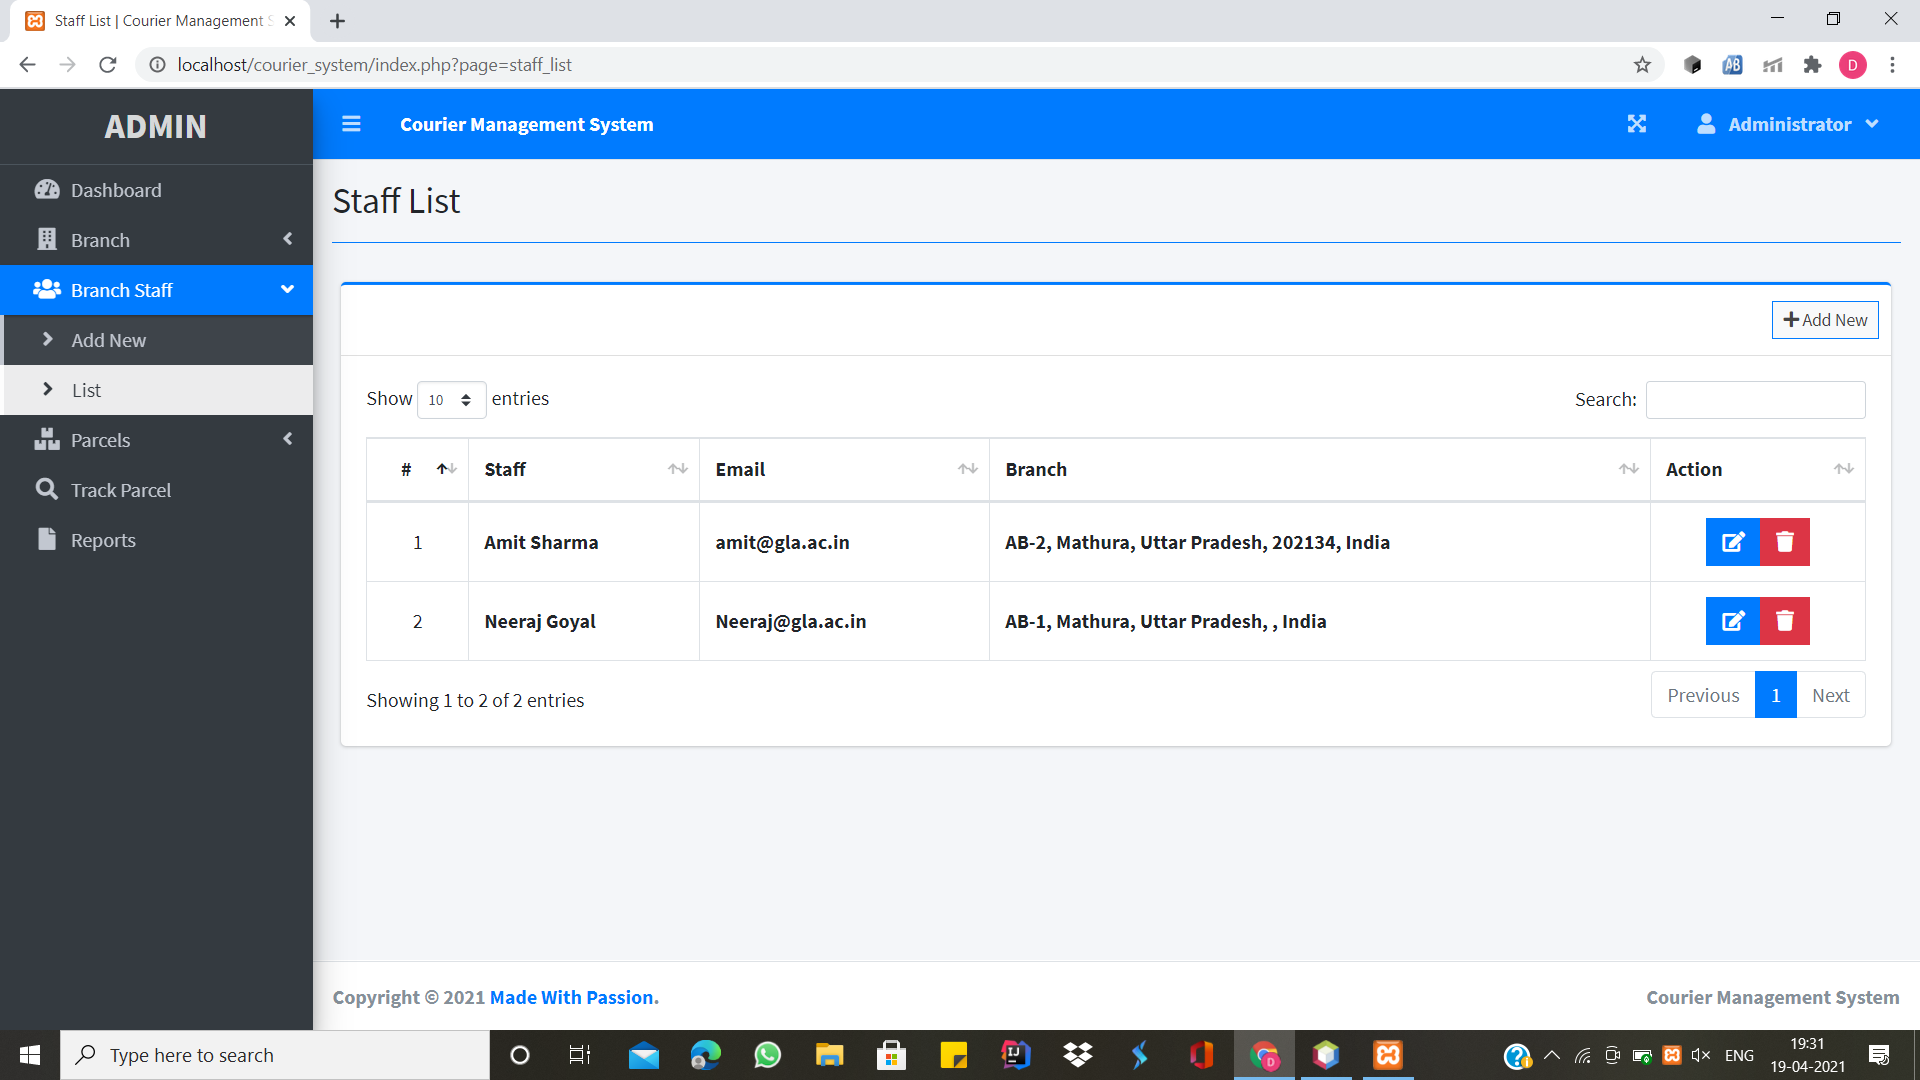 Staff List | Courier Management S
localhost/courier_system/index.php?page=staff_list
D
ADMIN
Courier Management System
Administrator
Dashboard
Branch
Branch Staff
Add New
List
Parcels
Track Parcel
Reports
Staff List
Add New
Show 10 entries
Search:
# Staff Email Branch Action
1 Amit Sharma amit@gla.ac.in AB-2, Mathura, Uttar Pradesh, 202134, India
2 Neeraj Goyal Neeraj@gla.ac.in AB-1, Mathura, Uttar Pradesh, , India
Showing 1 to 2 of 2 entries
Previous 1 Next
Copyright © 2021 Made With Passion.
Courier Management System
Type here to search
ENG
19:31
19-04-2021